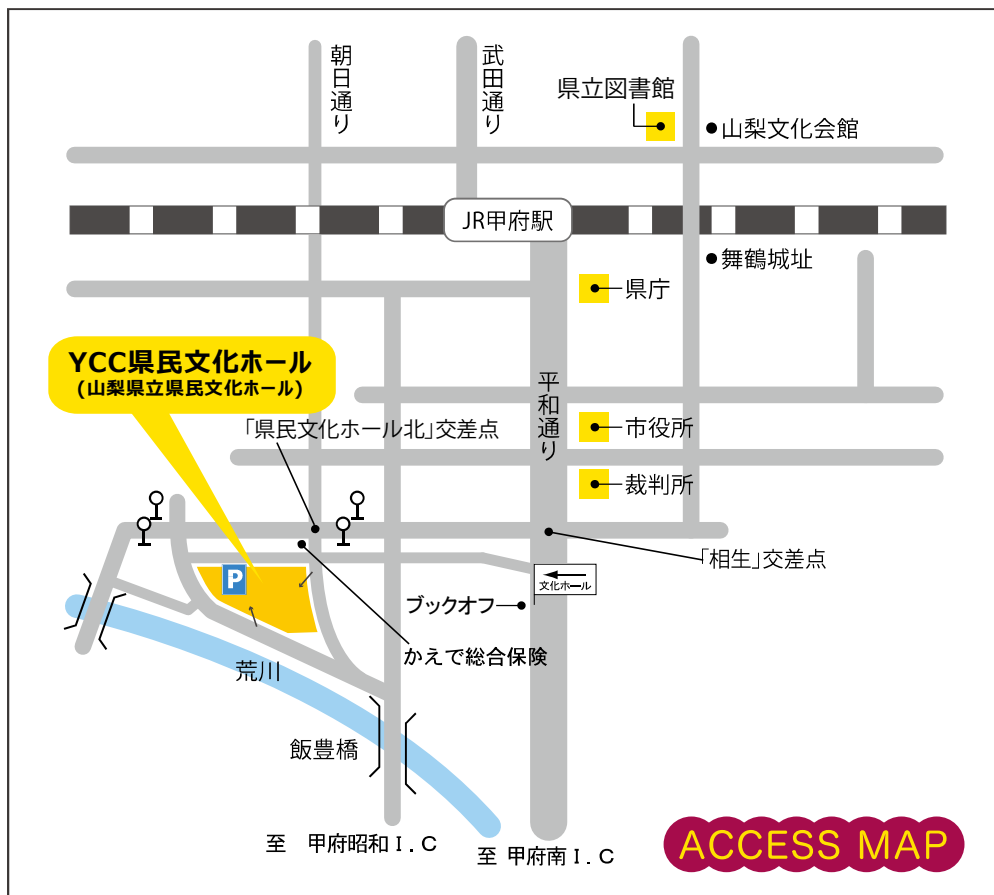 朝日通り
武田通り
県立図書館
山梨文化会館
JR甲府駅
舞鶴城址
県庁
YCC県民文化ホール
(山梨県立県民文化ホール)
平和通り
「県民文化ホール北」交差点
市役所
裁判所
「相生」交差点
P
文化ホール
ブックオフ
かえで総合保険
荒川
飯豊橋
至 甲府昭和I.C
至 甲府南I.C
ACCESS MAP